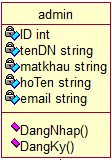 admin
ID int
tenDN string
matkhau string
hoTen string
email string
DangNhap()
DangKy()